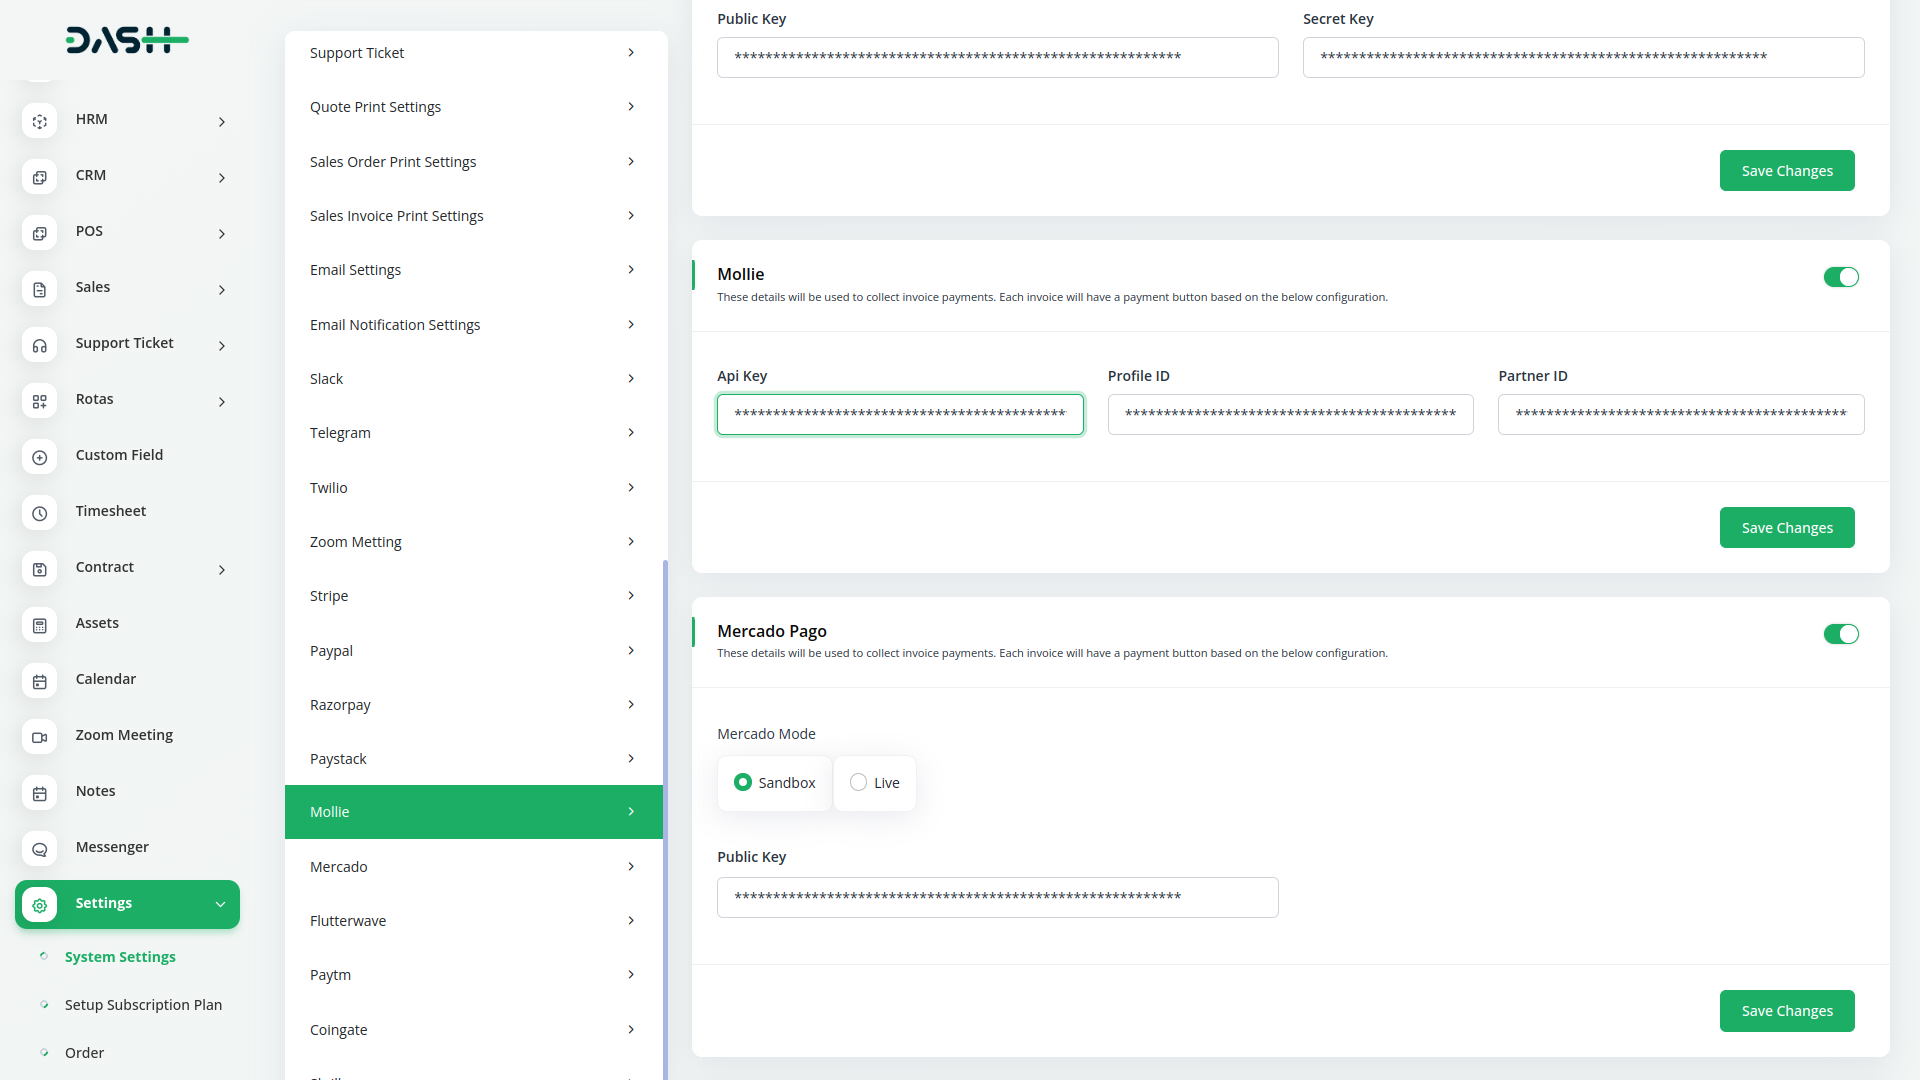 DASH
HRM
CRM
POS
Sales
Support Ticket
Rotas
Custom Field
Timesheet
Contract
Assets
Calendar
Zoom Meeting
Notes
Messenger
Settings
System Settings
Setup Subscription Plan
Order
Support Ticket
Quote Print Settings
Sales Order Print Settings
Sales Invoice Print Settings
Email Settings
Email Notification Settings
Slack
Telegram
Twilio
Zoom Metting
Stripe
Paypal
Razorpay
Paystack
Mollie
Mercado
Flutterwave
Paytm
Coingate
Public Key
Secret Key
**********************************************************
**********************************************************
Save Changes
Mollie
These details will be used to collect invoice payments. Each invoice will have a payment button based on the below configuration.
Api Key
Profile ID
Partner ID
*******************************************
*******************************************
*******************************************
Save Changes
Mercado Pago
These details will be used to collect invoice payments. Each invoice will have a payment button based on the below configuration.
Mercado Mode
Sandbox
Live
Public Key
**********************************************************
Save Changes